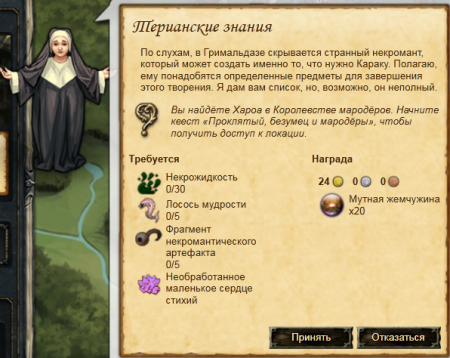 Терианские знания
По слухам, в Гримальдазе скрывается странный некромант,
который может создать именно то, что нужно Караку. Полагаю,
ему понадобятся определенные предметы для завершения
этого творения. Я дам вам список, но, возможно, он неполный.
Вы найдёте Хароа в Королевстве мародёров. Начните
квест «Проклятый, безумец и мародёры», чтобы
получить доступ к локации.
Требуется
Некрожидкость
0/30
Лосось мудрости
0/5
Фрагмент
некромантического
артефакта
0/5
Необработанное
маленькое сердце
стихий
Награда
24 0 0
Мутная жемчужина
x20
Принять
Отказаться